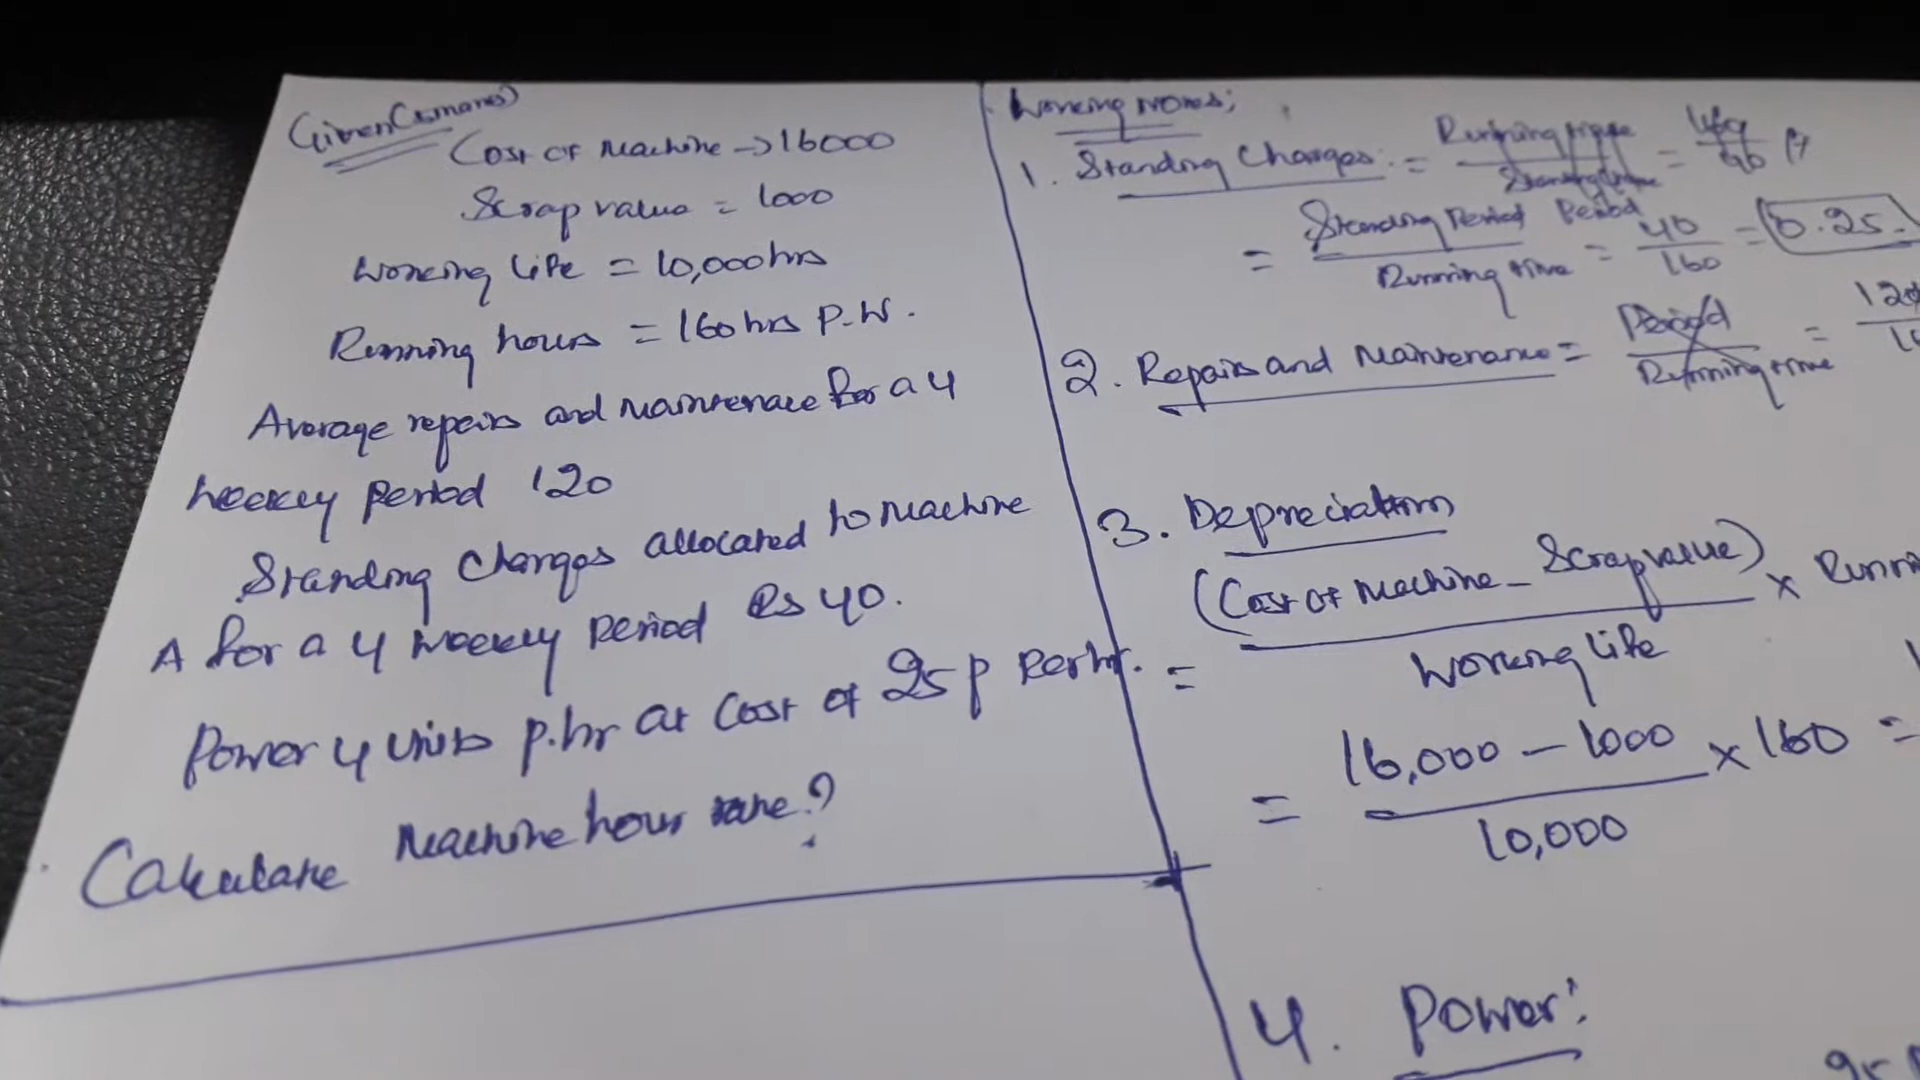 Given (sums)
Cost of Machine → 16000
Scrap value = 1000
Working life = 10,000 hrs
Running hours = 160 hrs P.W.
Average repairs and maintenance for a 4
weekly period 120
Standing charges allocated to machine
A for a 4 weekly period Rs 40.
Power 4 units p.hr at cost of 25 p per hr.
Calculate Machine hour rate?
Working Notes;
1. Standing Charges: = Running =
= Standing Period Period / Running time = 40/160 = 0.25.
2. Repairs and Maintenance = Period / Running time = 120
3. Depreciation
= (Cost of Machine - Scrap value) / Working life ×
= 16,000 - 1000 / 10,000 × 160 =
4. Power: